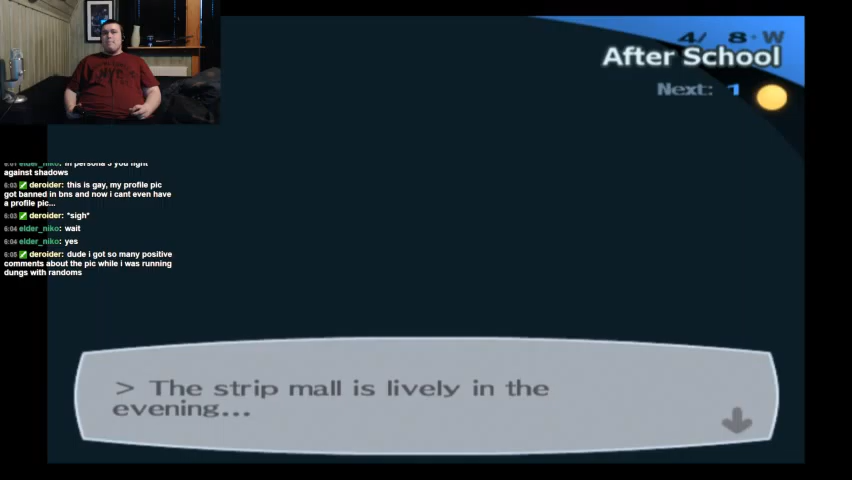 4/ 8·W
After School
Next: 1
6:01 elder_niko: in persona 3 you fight
against shadows
6:03 deroider: this is gay, my profile pic
got banned in bns and now i cant even have
a profile pic...
6:03 deroider: *sigh*
6:04 elder_niko: wait
6:04 elder_niko: yes
6:05 deroider: dude i got so many positive
comments about the pic while i was running
dungs with randoms
> The strip mall is lively in the
evening...